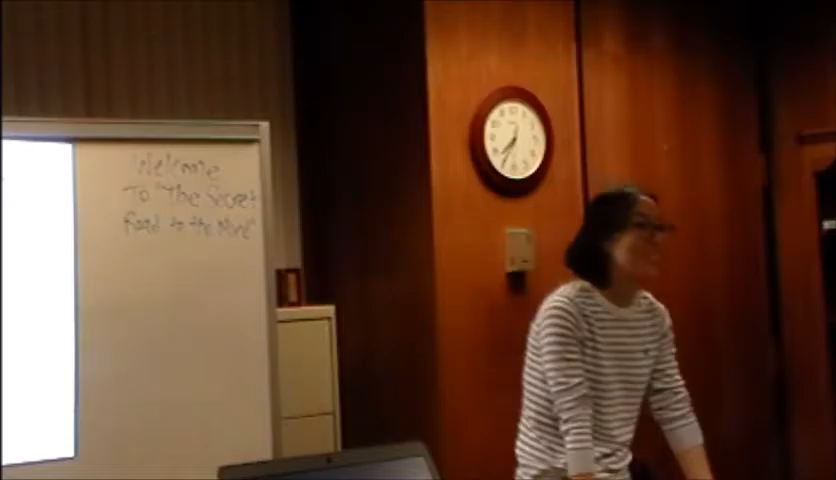 Welcome
To "The Secret
Road to the Mind"